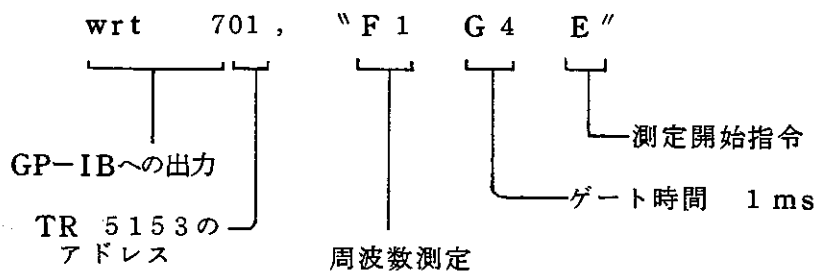 wrt 701, "F1 G4 E"
測定開始指令
GP-IBへの出力
ゲート時間 1ms
TR 5153の
アドレス
周波数測定